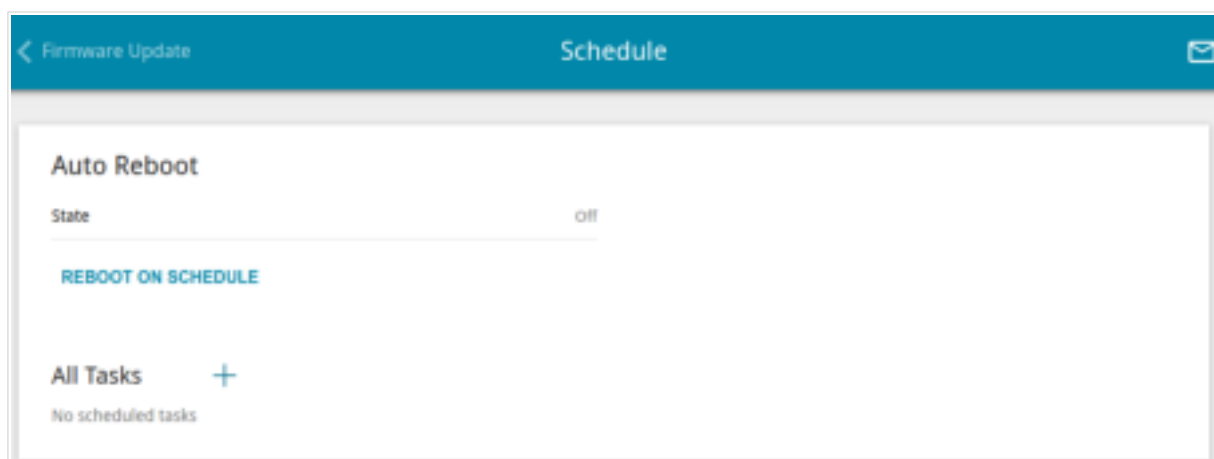 Firmware Update
Schedule
Auto Reboot
State Off
REBOOT ON SCHEDULE
All Tasks +
No scheduled tasks